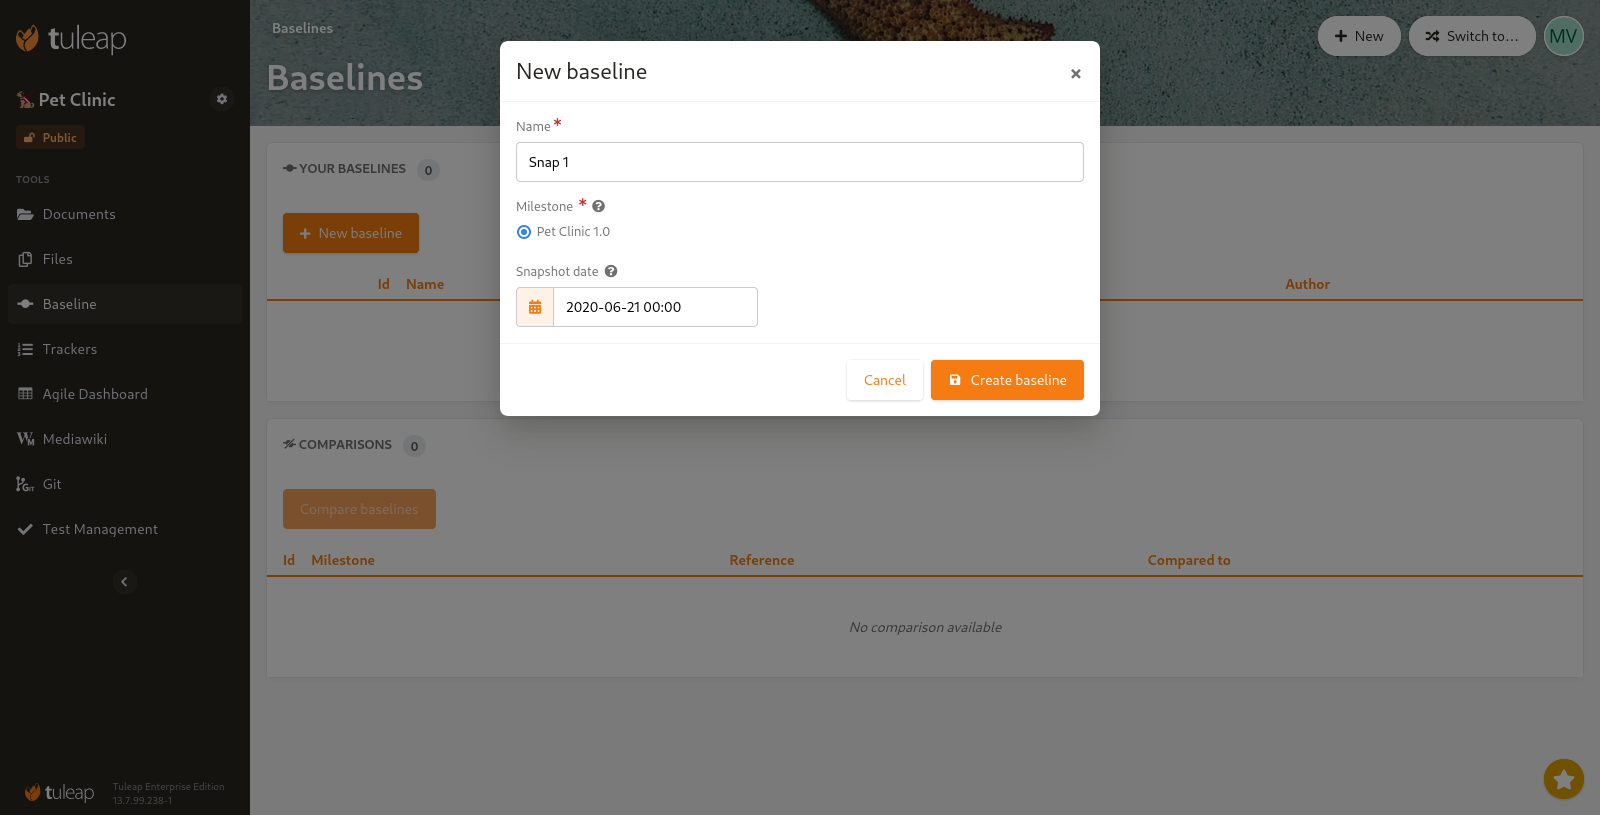 tuleap
Pet Clinic
Public
TOOLS
Documents
Files
Baseline
Trackers
Agile Dashboard
Mediawiki
Git
Test Management
tuleap
Tuleap Enterprise Edition
13.7.99.238-1
Baselines
Baselines
New
Switch to...
MV
YOUR BASELINES 0
New baseline
Id Name Author
COMPARISONS 0
Compare baselines
Id Milestone Reference Compared to
No comparison available
New baseline
×
Name *
Snap 1
Milestone * ?
Pet Clinic 1.0
Snapshot date ?
2020-06-21 00:00
Cancel
Create baseline